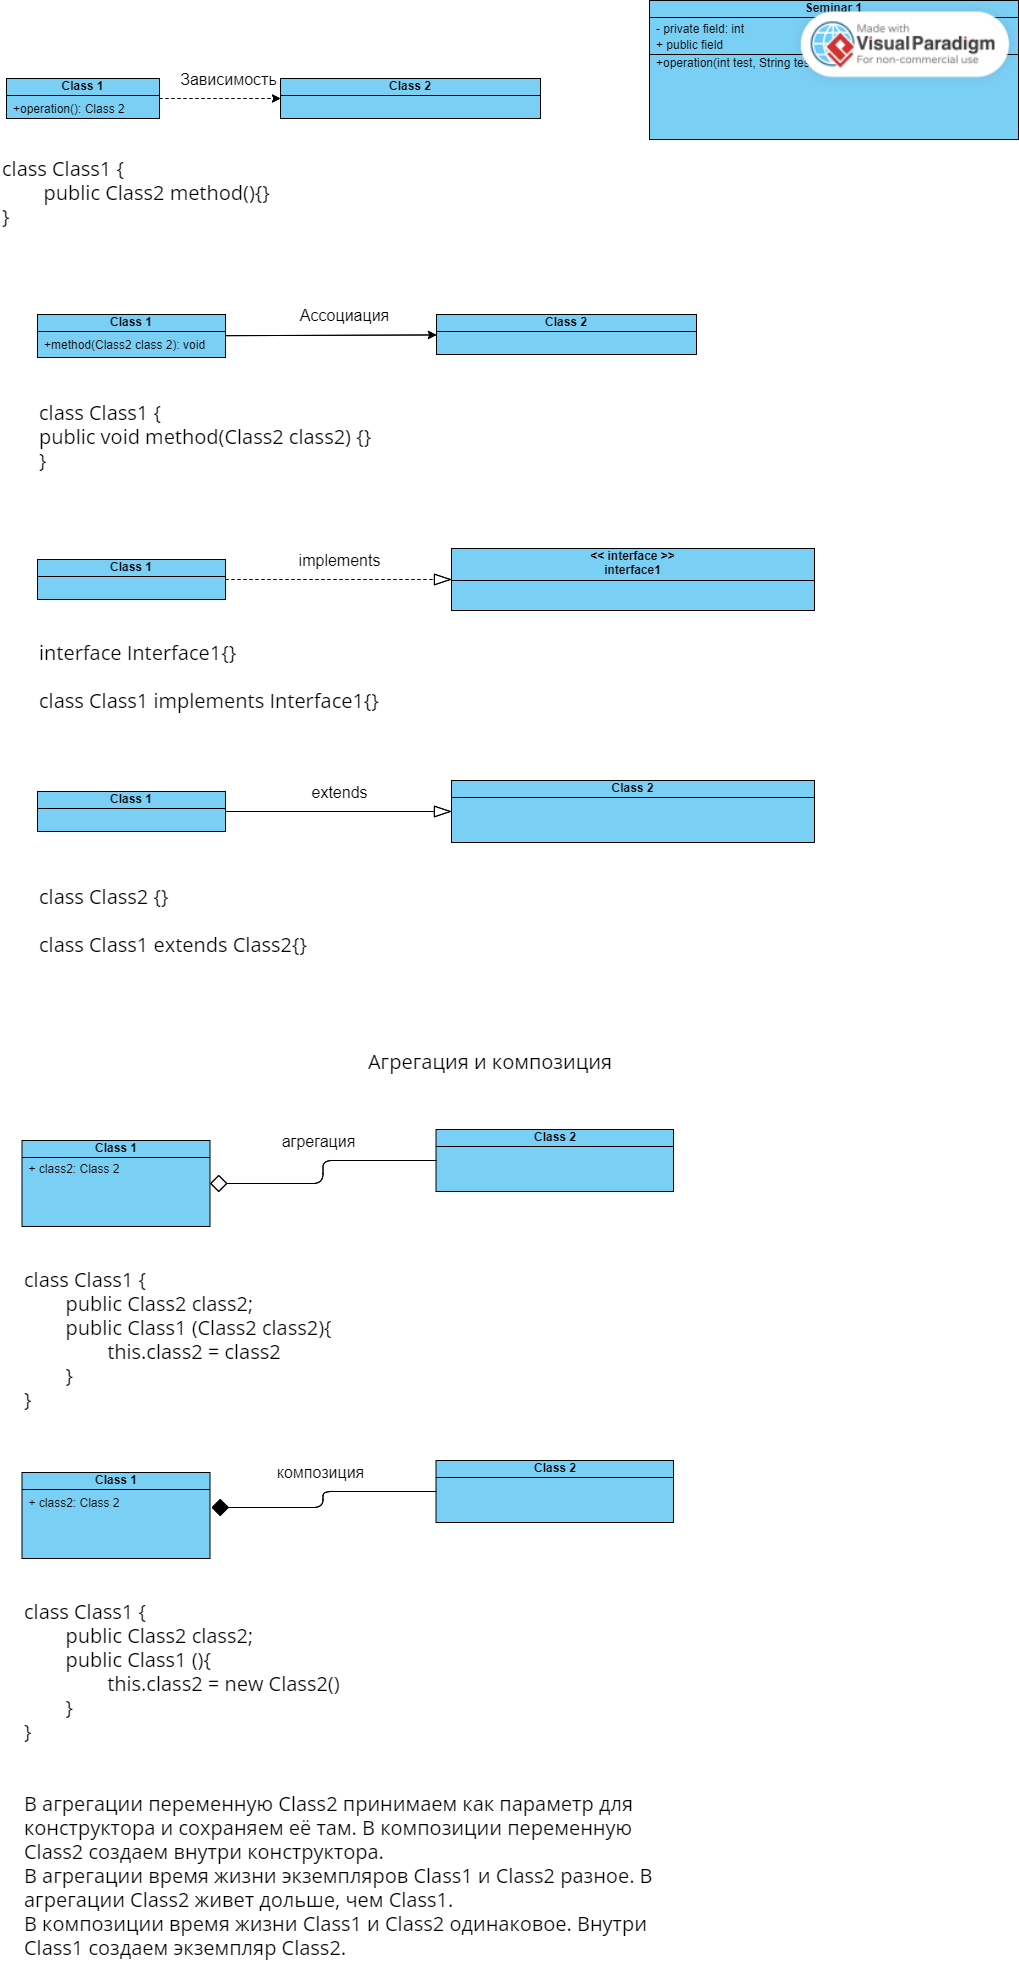 Seminar 1
- private field: int
+ public field
+operation(int test, String
Made with
Visual Paradigm
For non-commercial use
Class 1
+operation(): Class 2
Зависимость
Class 2
class Class1 {
public Class2 method(){}
}
Class 1
+method(Class2 class 2): void
Ассоциация
Class 2
class Class1 {
public void method(Class2 class2) {}
}
Class 1
implements
<< interface >>
interface1
interface Interface1{}
class Class1 implements Interface1{}
Class 1
extends
Class 2
class Class2 {}
class Class1 extends Class2{}
Агрегация и композиция
Class 1
+ class2: Class 2
агрегация
Class 2
class Class1 {
public Class2 class2;
public Class1 (Class2 class2){
this.class2 = class2
}
}
Class 1
+ class2: Class 2
композиция
Class 2
class Class1 {
public Class2 class2;
public Class1 (){
this.class2 = new Class2()
}
}
В агрегации переменную Class2 принимаем как параметр для
конструктора и сохраняем её там. В композиции переменную
Class2 создаем внутри конструктора.
В агрегации время жизни экземпляров Class1 и Class2 разное. В
агрегации Class2 живет дольше, чем Class1.
В композиции время жизни Class1 и Class2 одинаковое. Внутри
Class1 создаем экземпляр Class2.